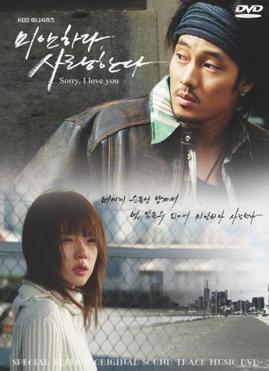 DVD
KBS 미니시리즈
미안하다
사랑한다
Sorry, I love you
SPECIAL EDITION ORIGINAL SOUND TRACK MUSIC DVD